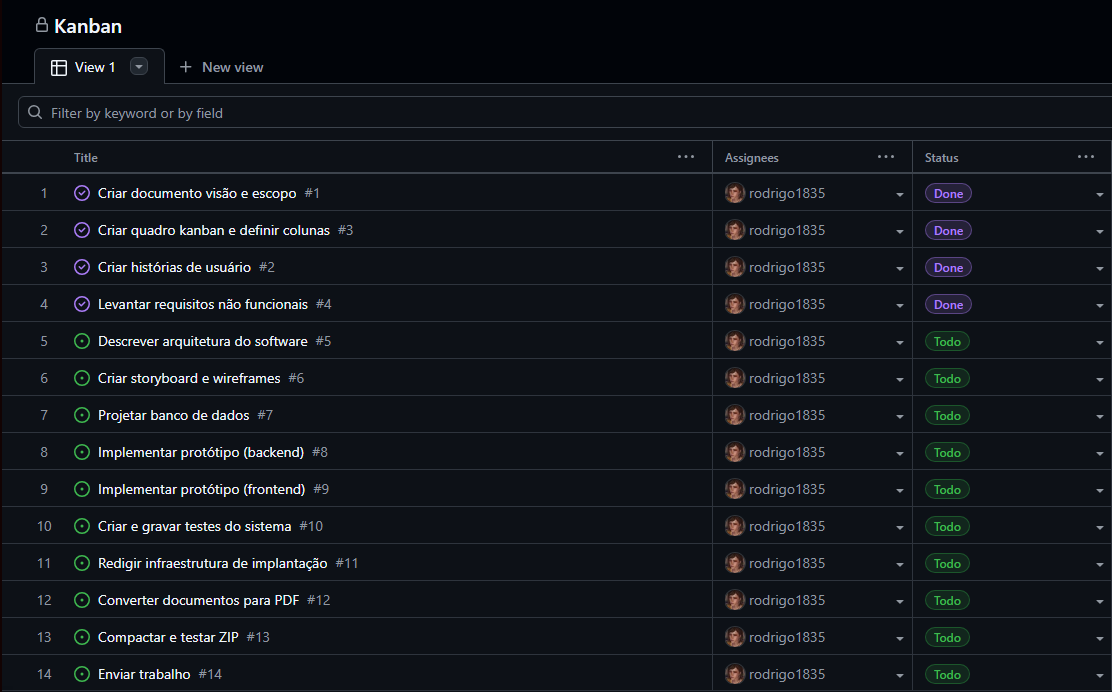 Kanban
View 1
New view
Filter by keyword or by field
Title Assignees Status
1 Criar documento visão e escopo #1 rodrigo1835 Done
2 Criar quadro kanban e definir colunas #3 rodrigo1835 Done
3 Criar histórias de usuário #2 rodrigo1835 Done
4 Levantar requisitos não funcionais #4 rodrigo1835 Done
5 Descrever arquitetura do software #5 rodrigo1835 Todo
6 Criar storyboard e wireframes #6 rodrigo1835 Todo
7 Projetar banco de dados #7 rodrigo1835 Todo
8 Implementar protótipo (backend) #8 rodrigo1835 Todo
9 Implementar protótipo (frontend) #9 rodrigo1835 Todo
10 Criar e gravar testes do sistema #10 rodrigo1835 Todo
11 Redigir infraestrutura de implantação #11 rodrigo1835 Todo
12 Converter documentos para PDF #12 rodrigo1835 Todo
13 Compactar e testar ZIP #13 rodrigo1835 Todo
14 Enviar trabalho #14 rodrigo1835 Todo